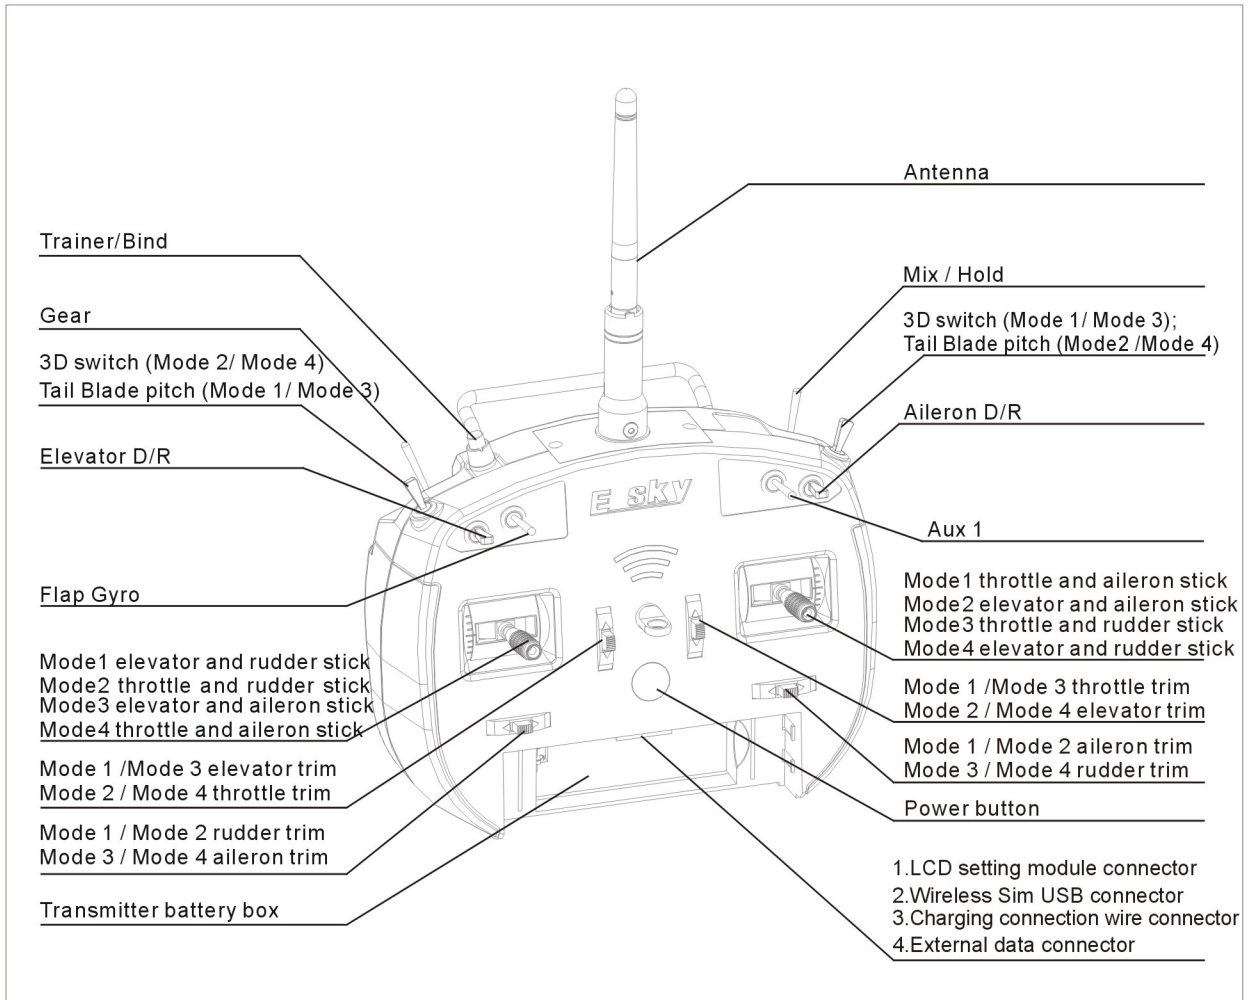 Antenna
Trainer/Bind
Mix / Hold
Gear
3D switch (Mode 1/ Mode 3);
Tail Blade pitch (Mode2 /Mode 4)
3D switch (Mode 2/ Mode 4)
Tail Blade pitch (Mode 1/ Mode 3)
Aileron D/R
Elevator D/R
E sky
Aux 1
Flap Gyro
Mode1 throttle and aileron stick
Mode2 elevator and aileron stick
Mode3 throttle and rudder stick
Mode4 elevator and rudder stick
Mode1 elevator and rudder stick
Mode2 throttle and rudder stick
Mode3 elevator and aileron stick
Mode4 throttle and aileron stick
Mode 1 /Mode 3 throttle trim
Mode 2 / Mode 4 elevator trim
Mode 1 / Mode 2 aileron trim
Mode 3 / Mode 4 rudder trim
Mode 1 /Mode 3 elevator trim
Mode 2 / Mode 4 throttle trim
Power button
Mode 1 / Mode 2 rudder trim
Mode 3 / Mode 4 aileron trim
1.LCD setting module connector
2.Wireless Sim USB connector
3.Charging connection wire connector
4.External data connector
Transmitter battery box